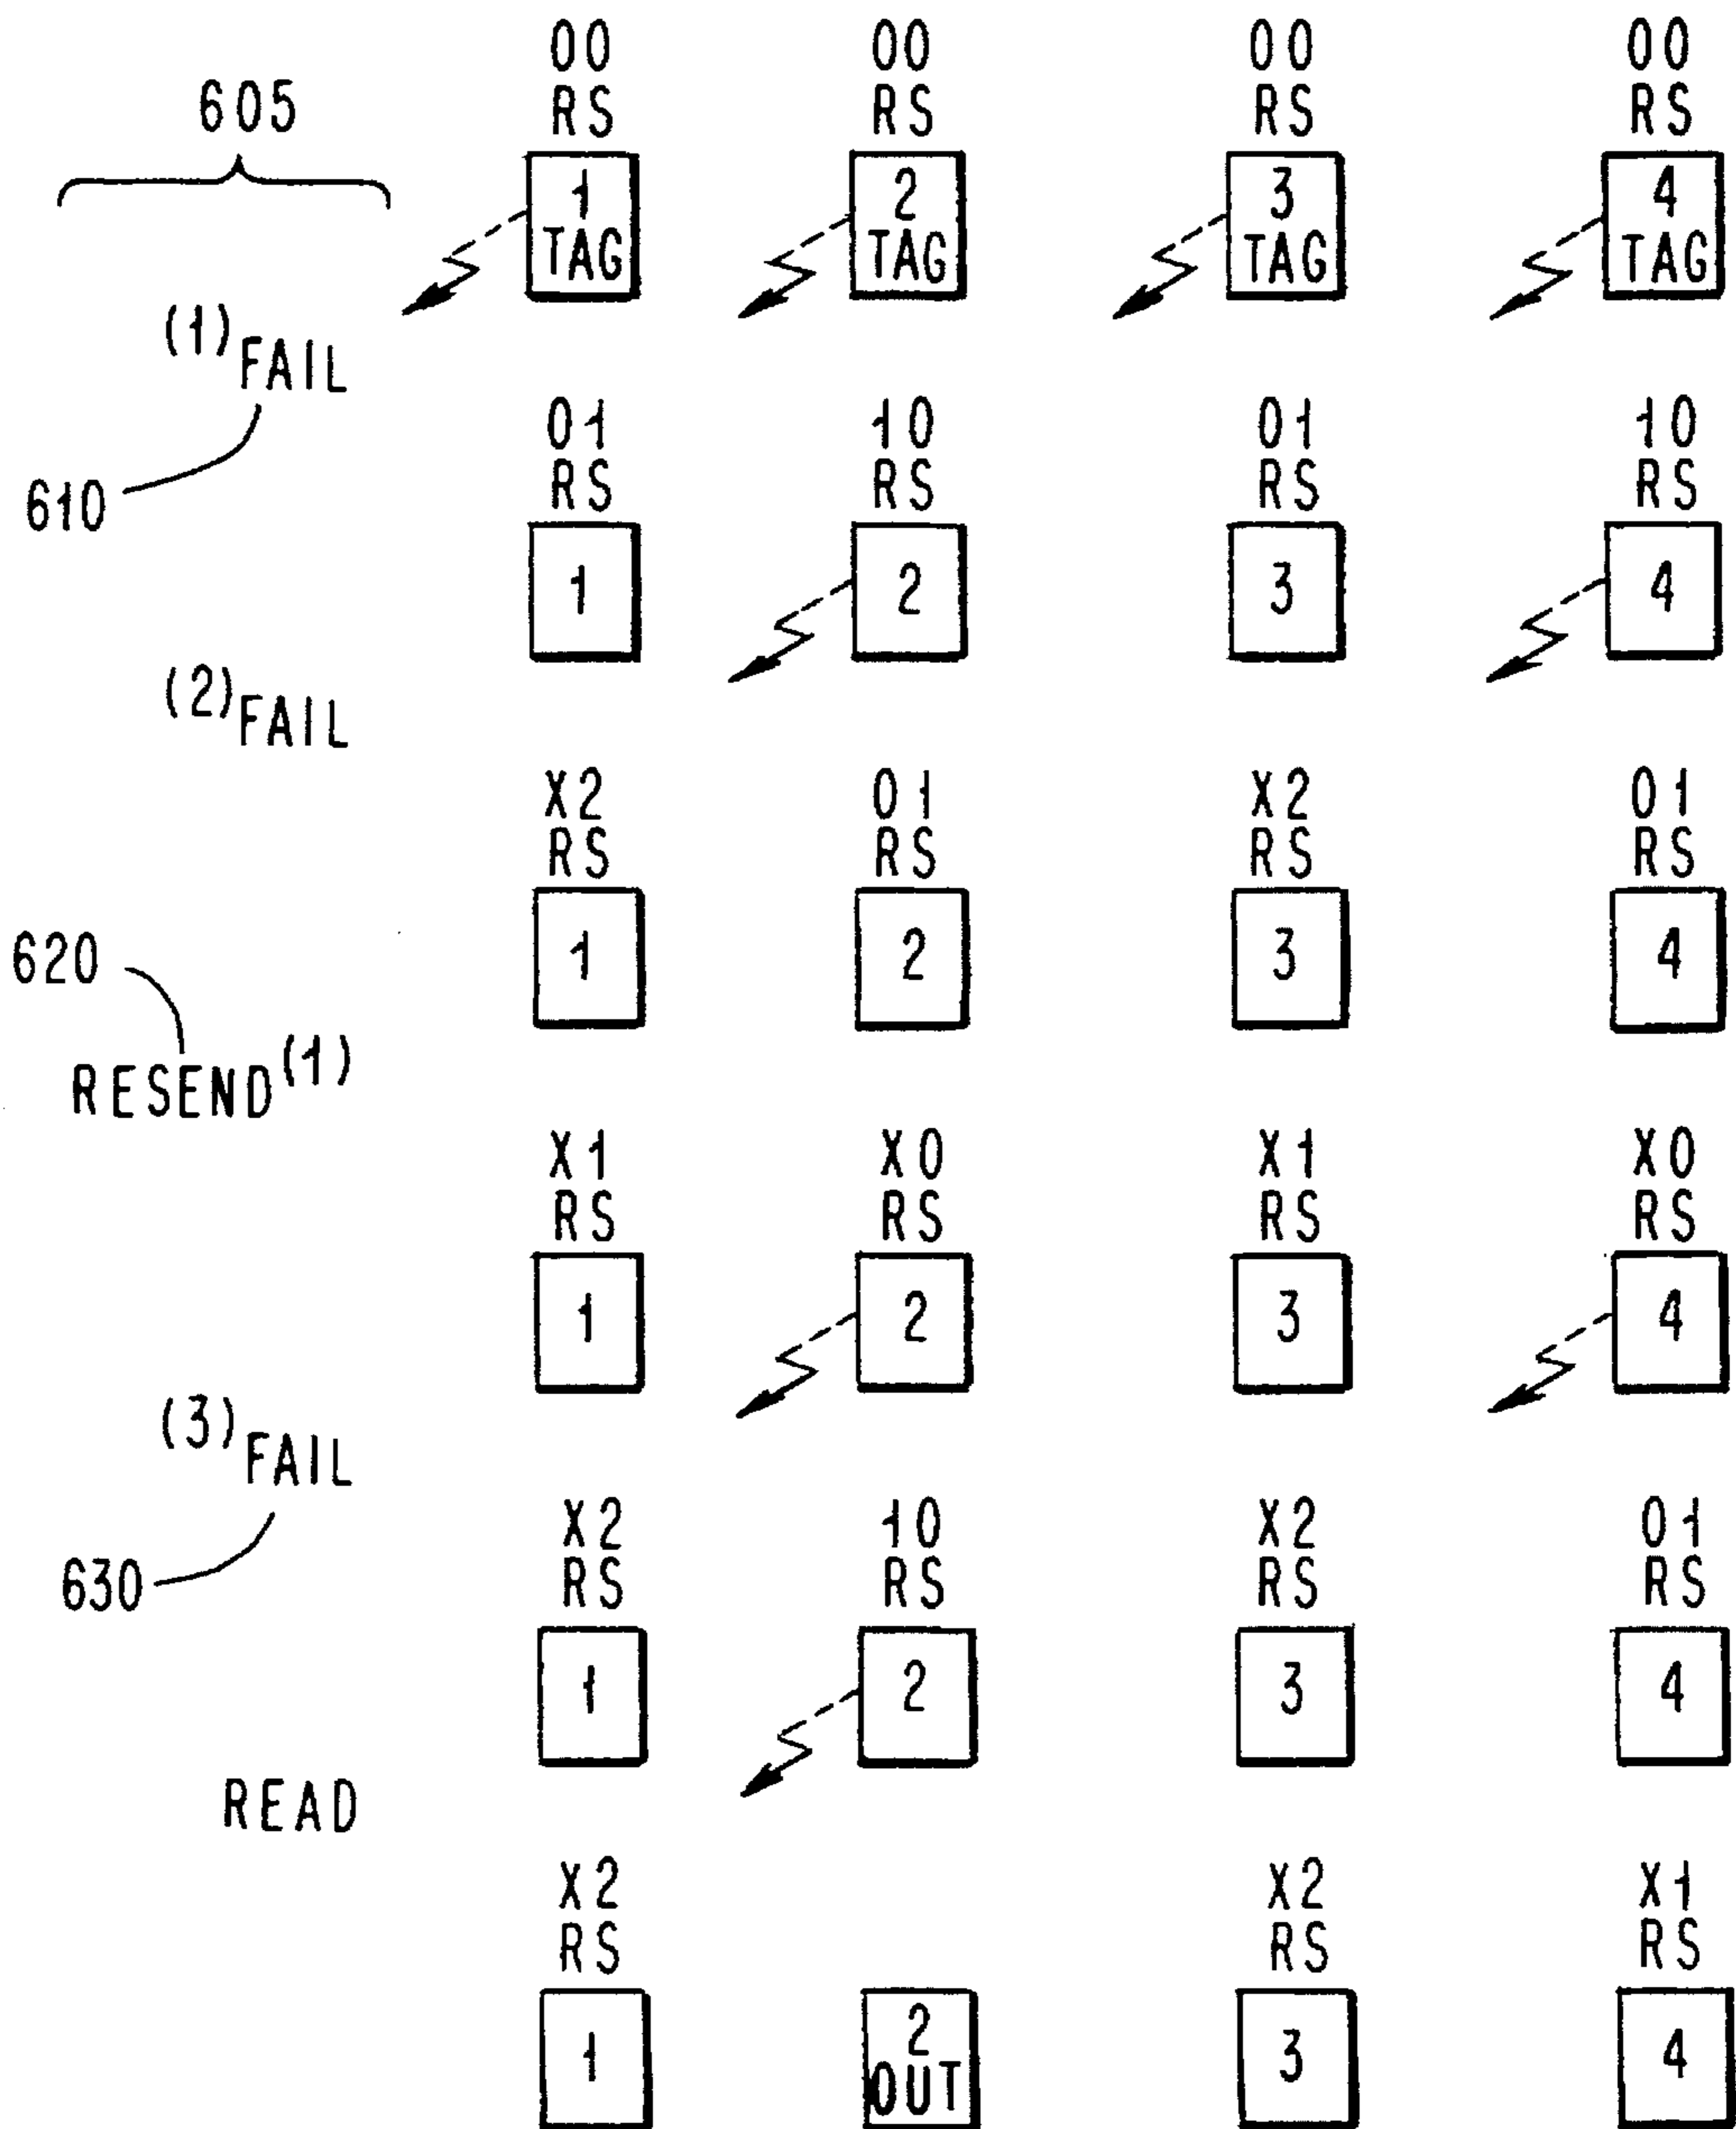 00 00 00 00
605 RS RS RS RS
1 2 3 4
TAG TAG TAG TAG
(1) FAIL
01 10 01 10
610 RS RS RS RS
1 2 3 4
(2) FAIL
X2 01 X2 01
RS RS RS RS
620 1 2 3 4
RESEND (1)
X1 X0 X1 X0
RS RS RS RS
1 2 3 4
(3) FAIL
X2 10 X2 01
630 RS RS RS RS
1 2 3 4
READ
X2 X2 X1
RS RS RS
1 2 3 4
OUT